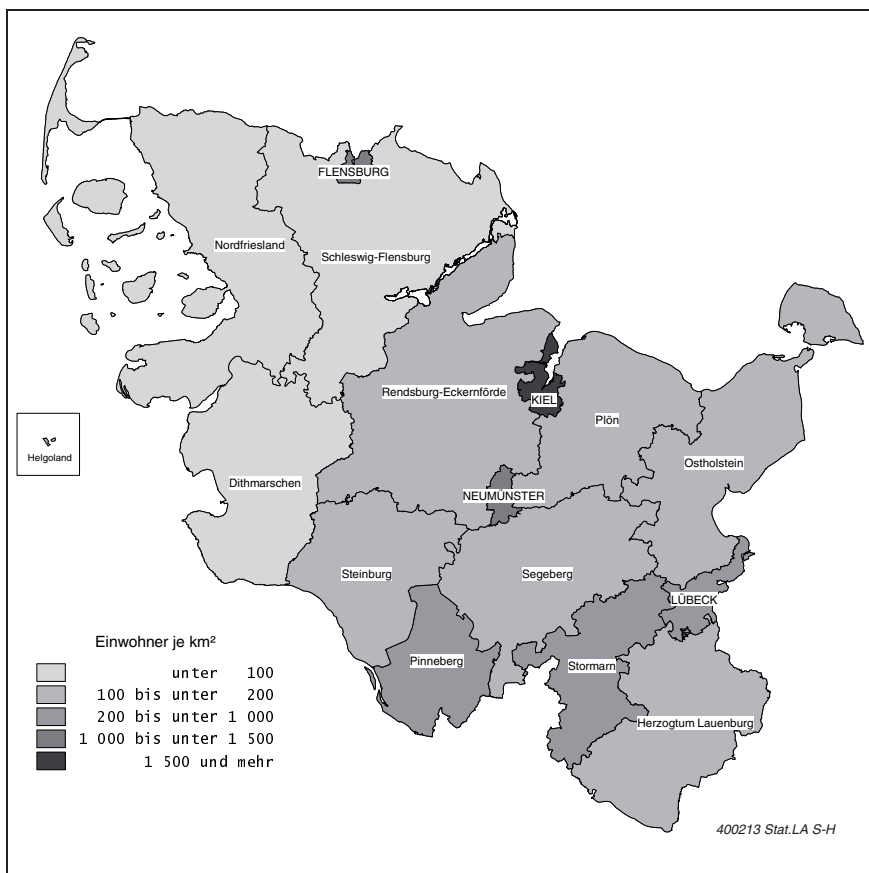 FLENSBURG
Nordfriesland
Schleswig-Flensburg
Rendsburg-Eckernförde
KIEL
Plön
Helgoland
Ostholstein
Dithmarschen
NEUMÜNSTER
Steinburg
Segeberg
LÜBECK
Pinneberg
Stormarn
Herzogtum Lauenburg
Einwohner je km²
unter 100
100 bis unter 200
200 bis unter 1 000
1 000 bis unter 1 500
1 500 und mehr
400213 Stat.LA S-H